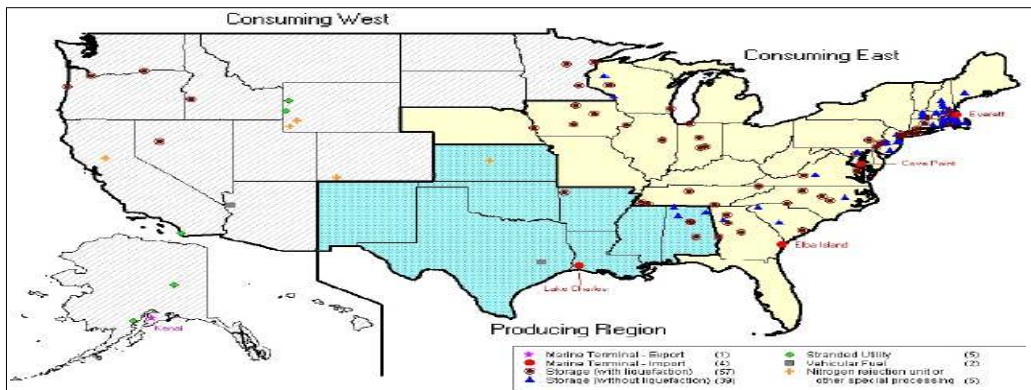 Consuming West
Consuming East
Everett
Cove Point
Elba Island
Lake Charles
Kenai
Producing Region
Marine Terminal - Export (1)
Marine Terminal - Import (4)
Storage (with liquefaction) (57)
Storage (without liquefaction) (39)
Stranded Utility (5)
Vehicular Fuel (2)
Nitrogen rejection unit or
other special processing (5)